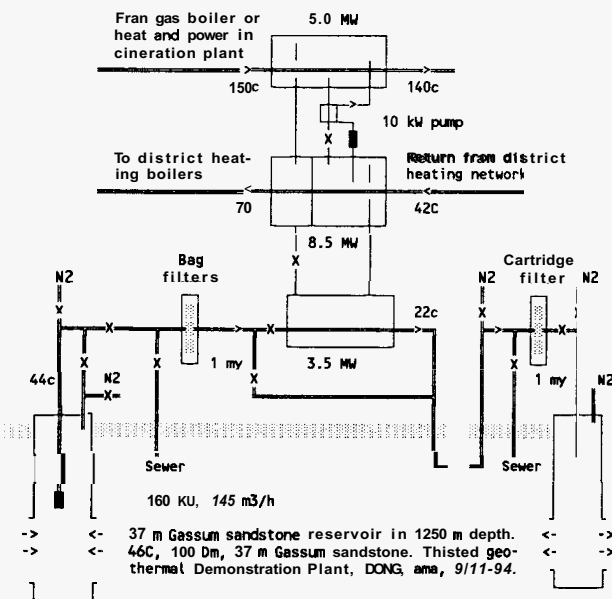 Fran gas boiler or
heat and power in
cineration plant
5.0 MW
150c
140c
10 kW pump
X
To district heat-
ing boilers
Return from district
heating network
70
42C
8.5 MW
X
N2
Bag
filters
22c
N2
Cartridge
filter
N2
X
X
X
X
X
X
X
44c
X
X
N2
X
1 my
X
3.5 MW
X
1 my
N2
Sewer
Sewer
160 KU, 145 m3/h
-> <- 37 m Gassum sandstone reservoir in 1250 m depth. <- ->
-> <- 46C, 100 Dm, 37 m Gassum sandstone. Thisted geo- <- ->
thermal Demonstration Plant, DONG, ama, 9/11-94.